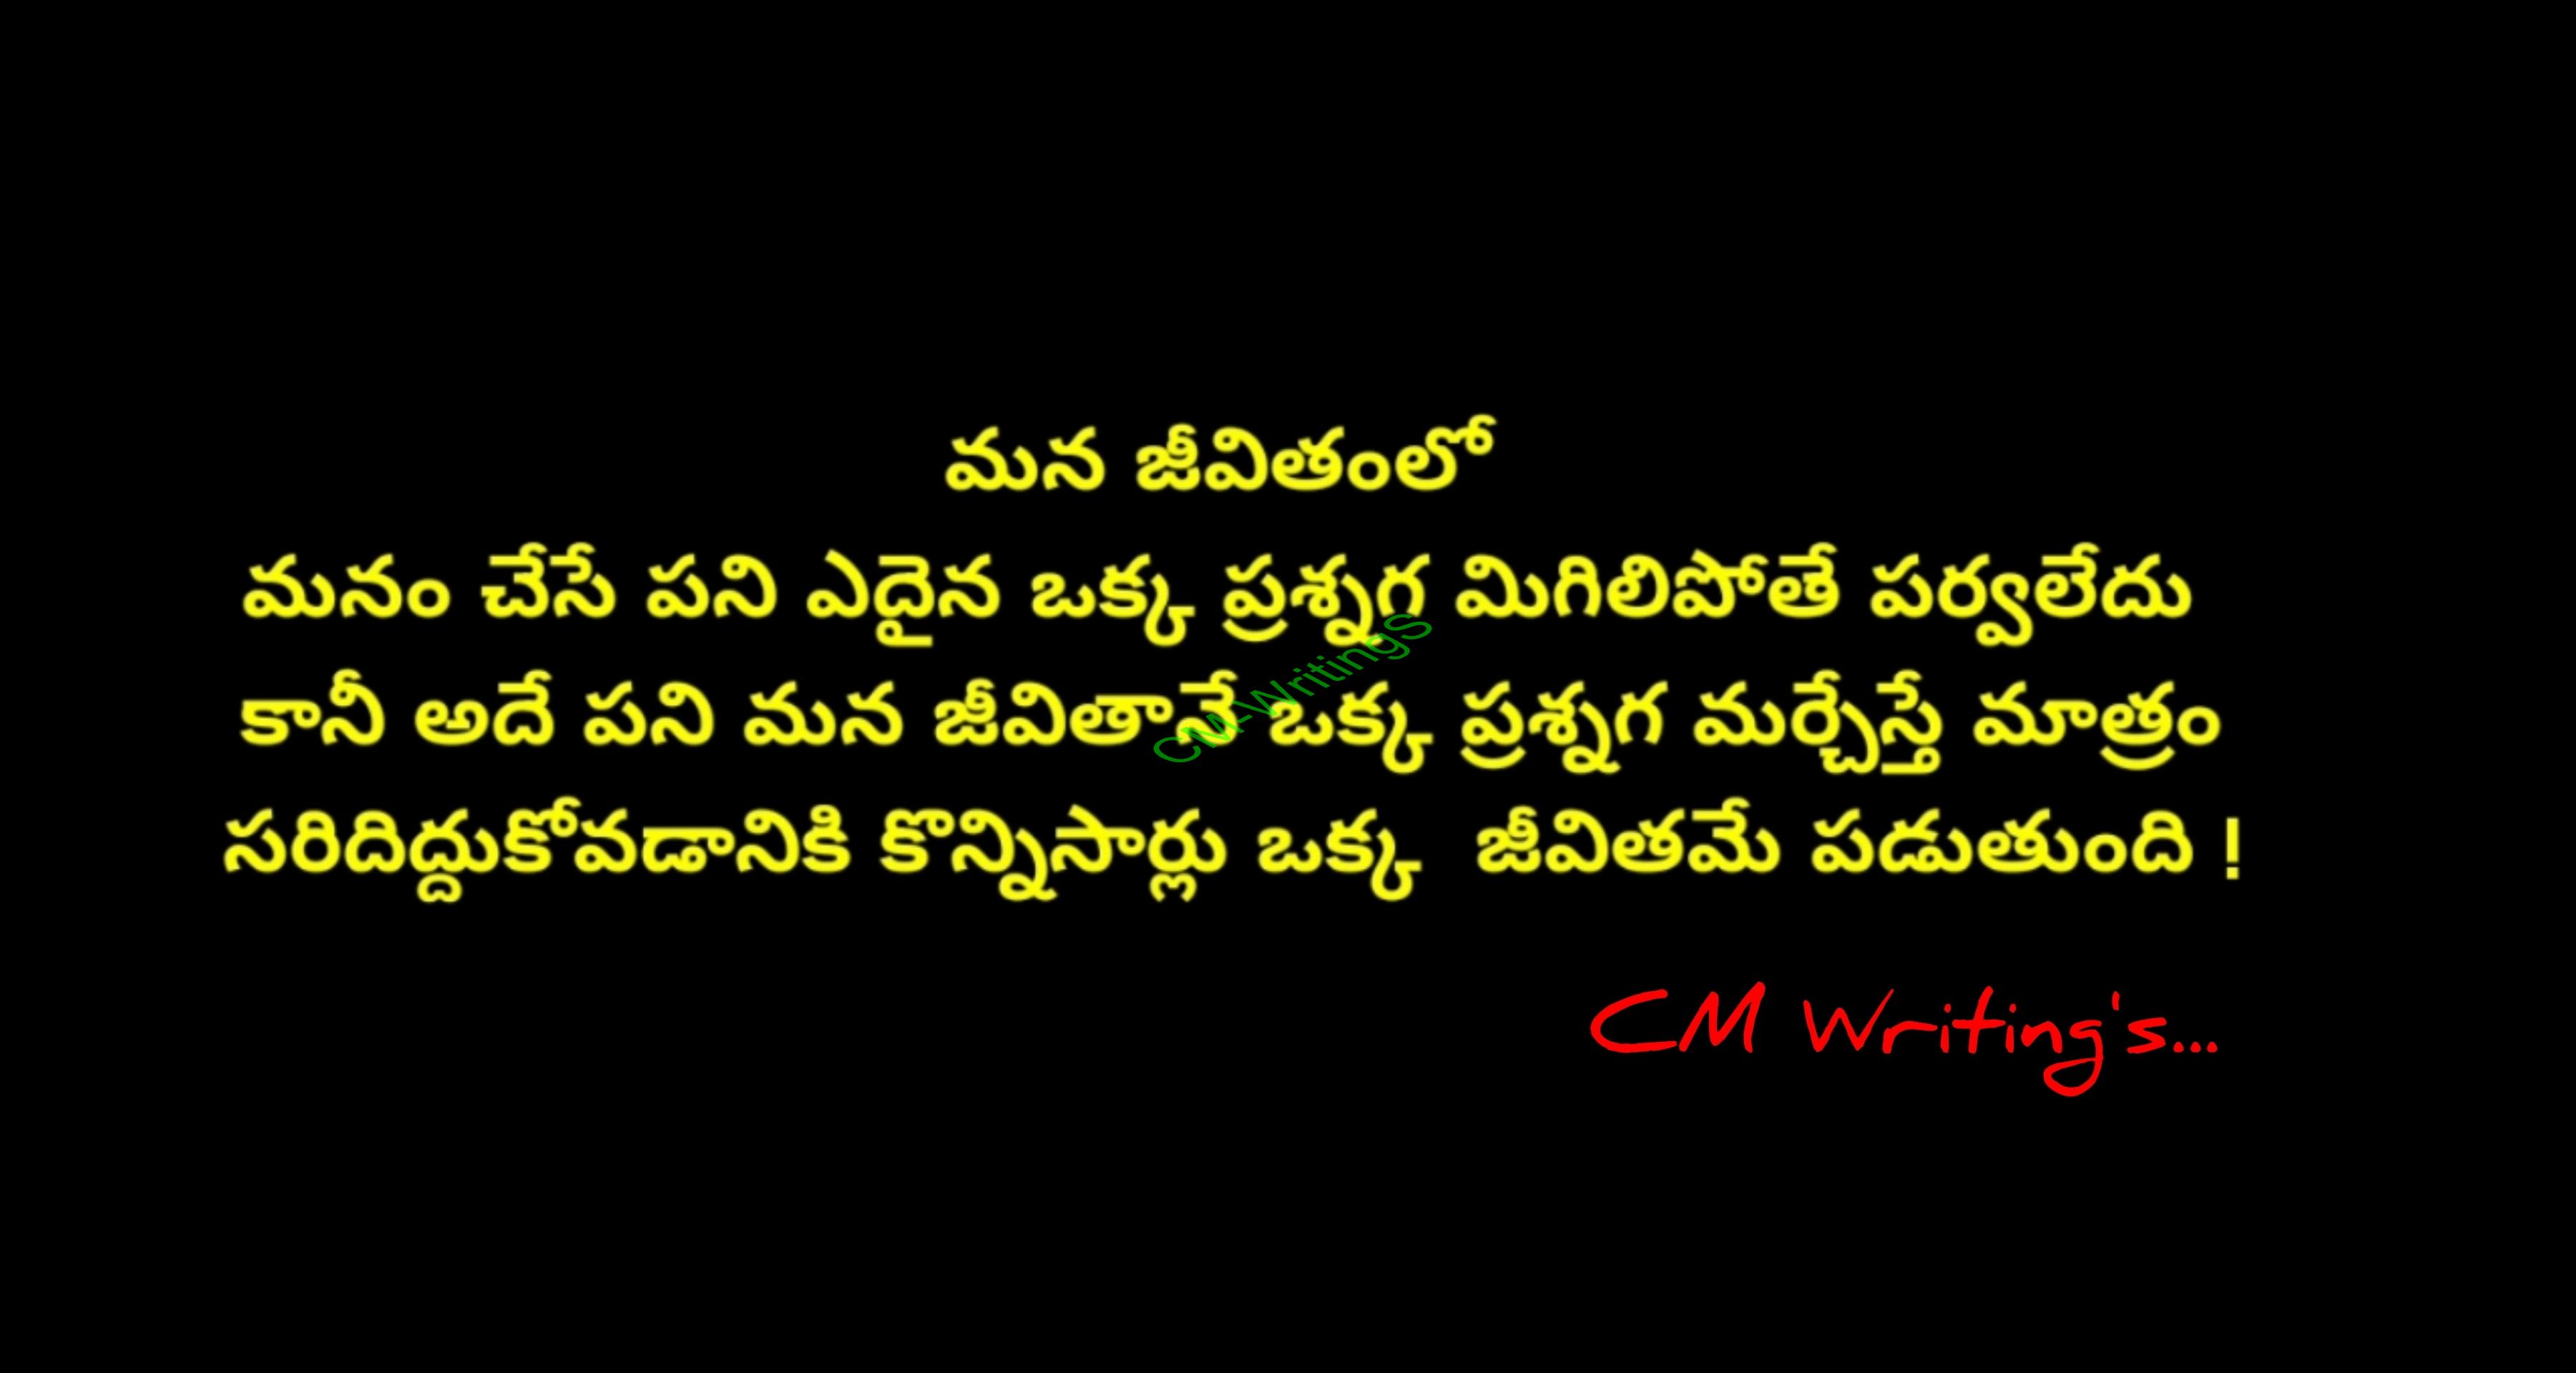 మన జీవితంలో
మనం చేసే పని ఎదైన ఒక్క ప్రశ్నగ మిగిలిపోతే పర్వలేదు
కానీ అదే పని మన జీవితానే ఒక్క ప్రశ్నగ మర్చేస్తే మాత్రం
సరిదిద్దుకోవడానికి కొన్నిసార్లు ఒక్క  జీవితమే పడుతుంది !
CM-WritingS
CM Writing's...